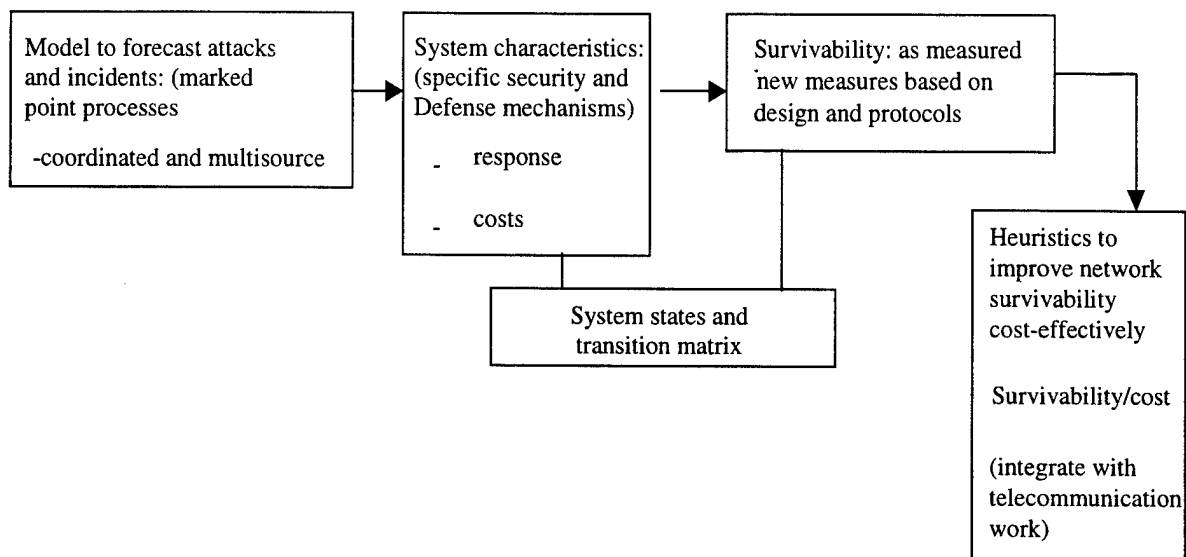 Model to forecast attacks
and incidents: (marked
point processes
-coordinated and multisource
System characteristics:
(specific security and
Defense mechanisms)
- response
- costs
Survivability: as measured
new measures based on
design and protocols
System states and
transition matrix
Heuristics to
improve network
survivability
cost-effectively
Survivability/cost
(integrate with
telecommunication
work)